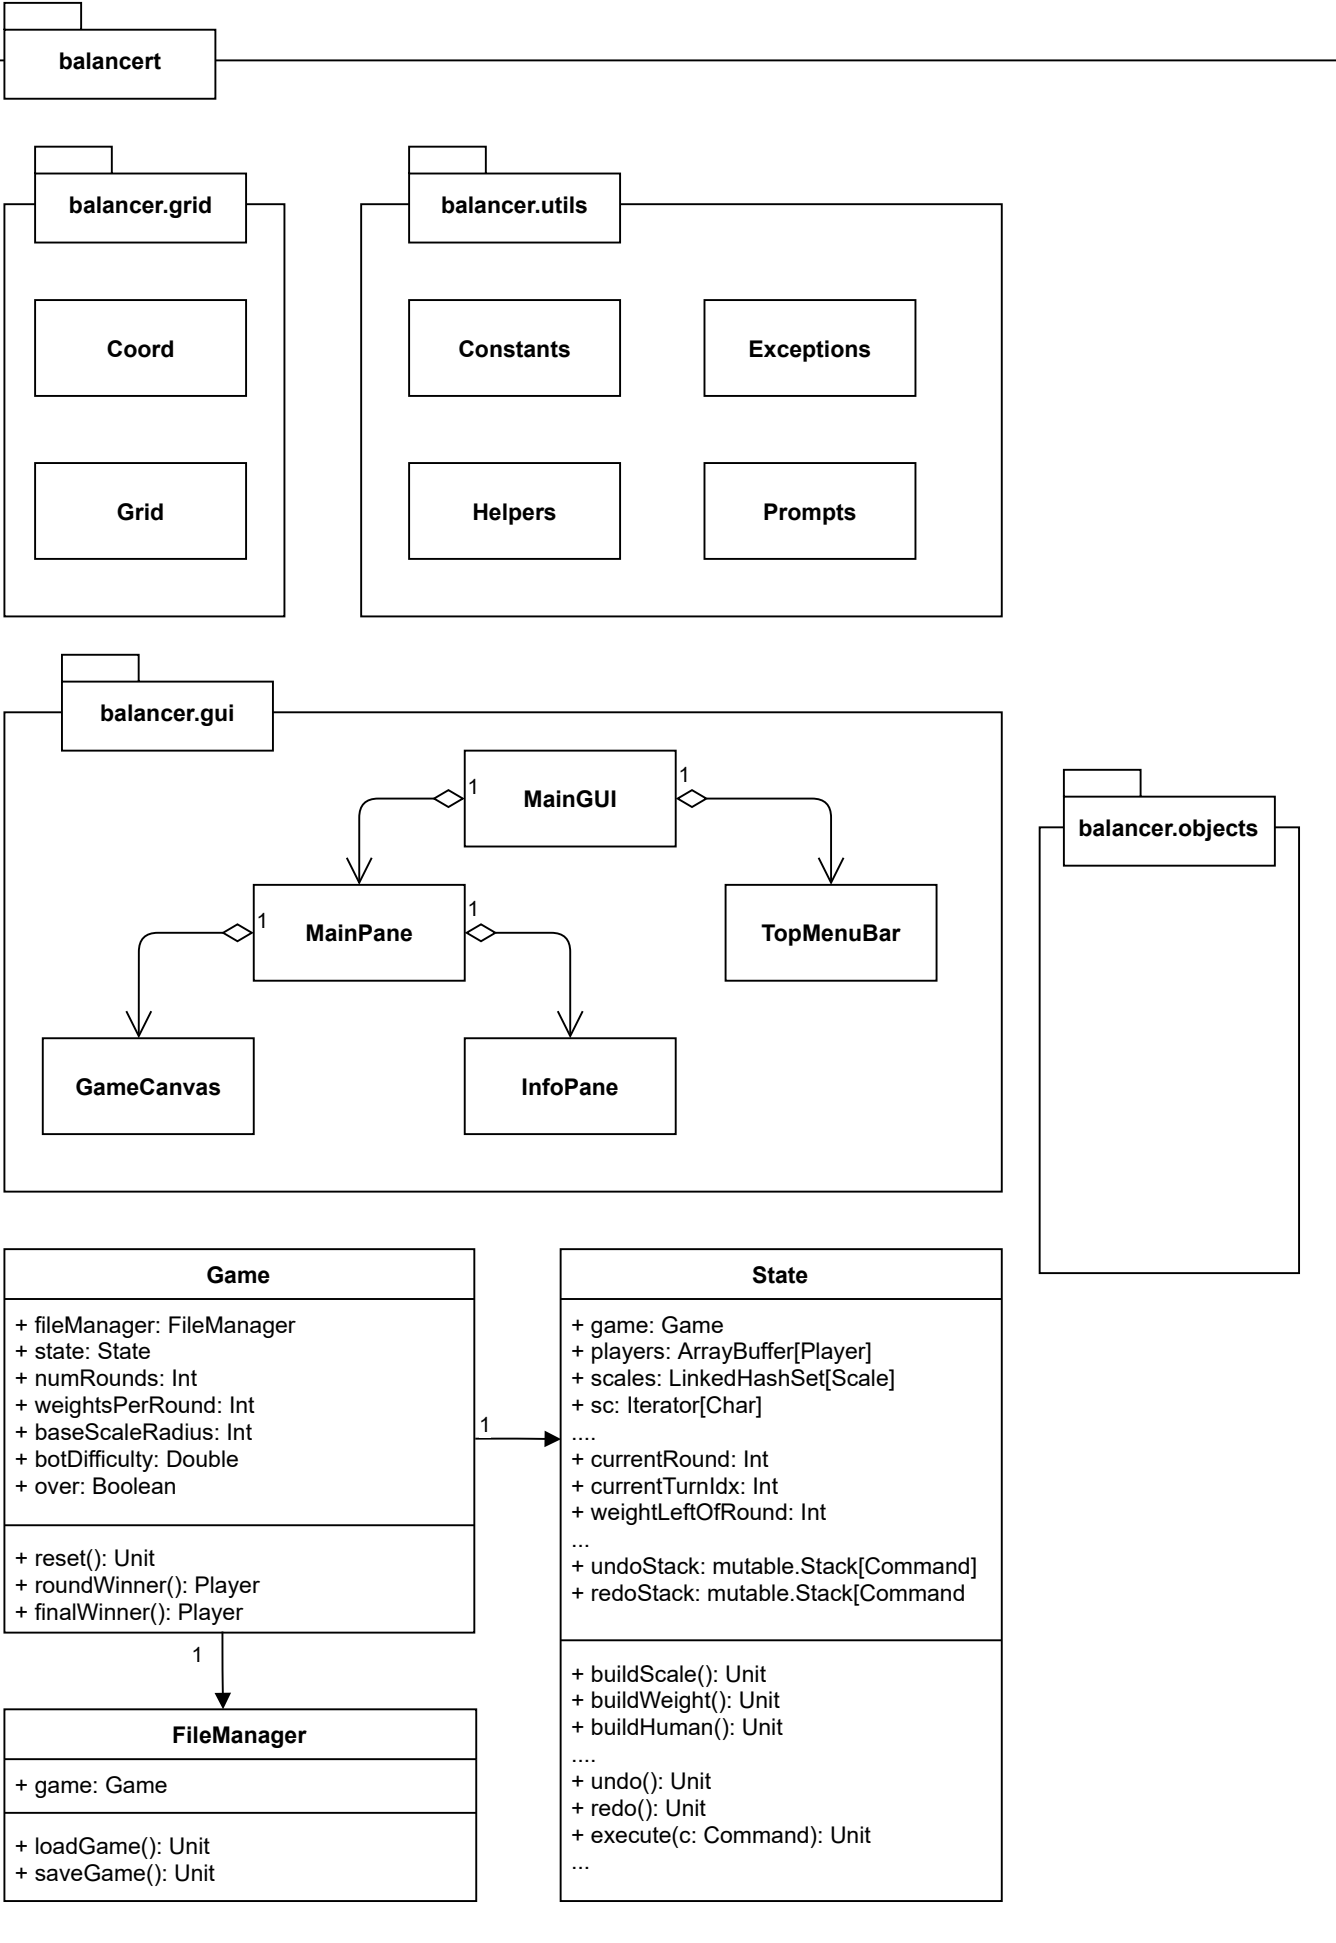 balancert
balancer.grid
balancer.utils
Coord
Constants
Exceptions
Grid
Helpers
Prompts
balancer.gui
1
MainGUI
1
balancer.objects
1
MainPane
1
TopMenuBar
GameCanvas
InfoPane
Game
+ fileManager: FileManager
+ state: State
+ numRounds: Int
+ weightsPerRound: Int
+ baseScaleRadius: Int
+ botDifficulty: Double
+ over: Boolean
+ reset(): Unit
+ roundWinner(): Player
+ finalWinner(): Player
1
1
State
+ game: Game
+ players: ArrayBuffer[Player]
+ scales: LinkedHashSet[Scale]
+ sc: Iterator[Char]
....
+ currentRound: Int
+ currentTurnIdx: Int
+ weightLeftOfRound: Int
...
+ undoStack: mutable.Stack[Command]
+ redoStack: mutable.Stack[Command
+ buildScale(): Unit
+ buildWeight(): Unit
+ buildHuman(): Unit
....
+ undo(): Unit
+ redo(): Unit
+ execute(c: Command): Unit
...
FileManager
+ game: Game
+ loadGame(): Unit
+ saveGame(): Unit